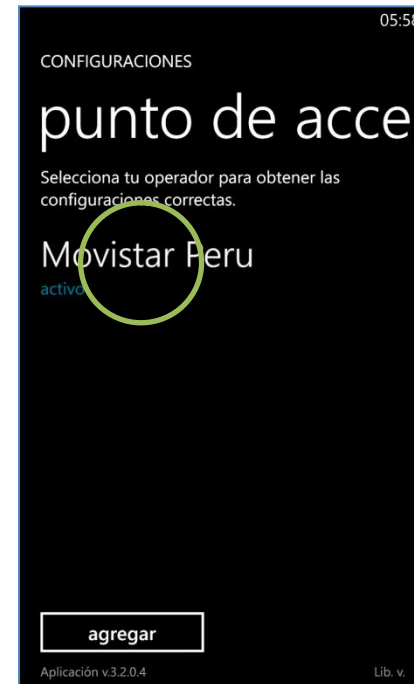 05:58
CONFIGURACIONES
punto de acce
Selecciona tu operador para obtener las
configuraciones correctas.
Movistar Peru
activo
agregar
Aplicación v.3.2.0.4 Lib. v.